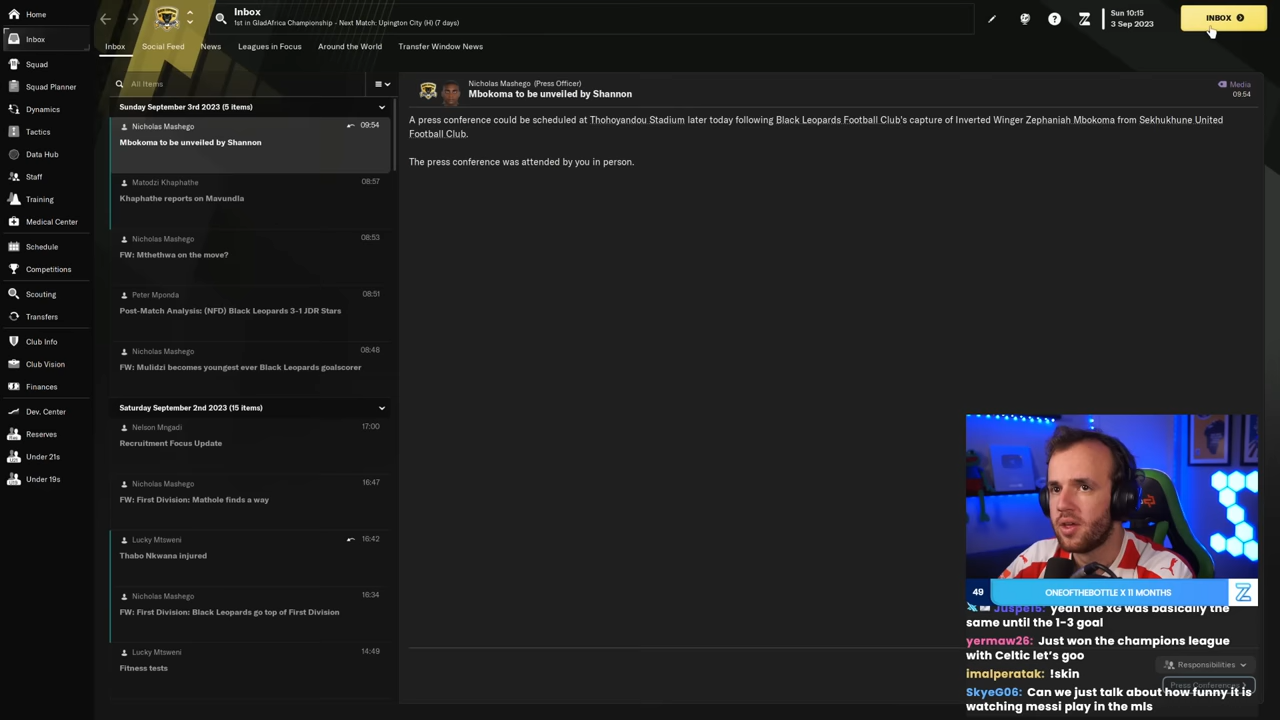 Home
Inbox
Squad
Squad Planner
Dynamics
Tactics
Data Hub
Staff
Training
Medical Center
Schedule
Competitions
Scouting
Transfers
Club Info
Club Vision
Finances
Dev. Center
Reserves
Under 21s
Under 19s
Inbox
1st in GladAfrica Championship - Next Match: Upington City (H) (7 days)
Sun 10:15
3 Sep 2023
INBOX
Inbox Social Feed News Leagues in Focus Around the World Transfer Window News
All Items
Sunday September 3rd 2023 (5 items)
Nicholas Mashego 09:54
Mbokoma to be unveiled by Shannon
Matodzi Khaphathe 08:57
Khaphathe reports on Mavundla
Nicholas Mashego 08:53
FW: Mthethwa on the move?
Peter Mponda 08:51
Post-Match Analysis: (NFD) Black Leopards 3-1 JDR Stars
Nicholas Mashego 08:48
FW: Mulidzi becomes youngest ever Black Leopards goalscorer
Saturday September 2nd 2023 (15 items)
Nelson Mngadi 17:00
Recruitment Focus Update
Nicholas Mashego 16:47
FW: First Division: Mathole finds a way
Lucky Mtsweni 16:42
Thabo Nkwana injured
Nicholas Mashego 16:34
FW: First Division: Black Leopards go top of First Division
Lucky Mtsweni 14:49
Fitness tests
Nicholas Mashego (Press Officer)
Mbokoma to be unveiled by Shannon
Media
09:54
A press conference could be scheduled at Thohoyandou Stadium later today following Black Leopards Football Club's capture of Inverted Winger Zephaniah Mbokoma from Sekhukhune United
Football Club.
The press conference was attended by you in person.
49 ONEOFTHEBOTTLE X 11 MONTHS
Juspe15: yeah the xG was basically the
same until the 1-3 goal
yermaw26: Just won the champions league
with Celtic let's goo
imalperatak: !skin
SkyeG06: Can we just talk about how funny it is
watching messi play in the mls
Responsibilities
Press Conferences